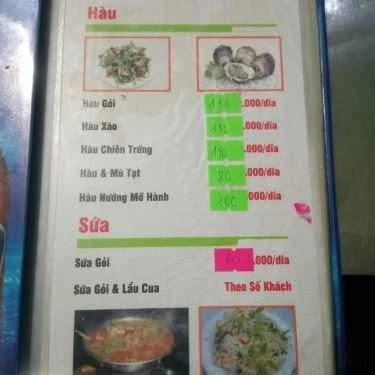 Hàu
Hàu Gỏi .000/dĩa
Hàu Xào .000/dĩa
Hàu Chiên Trứng .000/dĩa
Hàu & Mù Tạt 80 .000/dĩa
Hàu Nướng Mỡ Hành .000/dĩa
Sứa
Sứa Gỏi .000/dĩa
Sứa Gỏi & Lẩu Cua Theo Số Khách